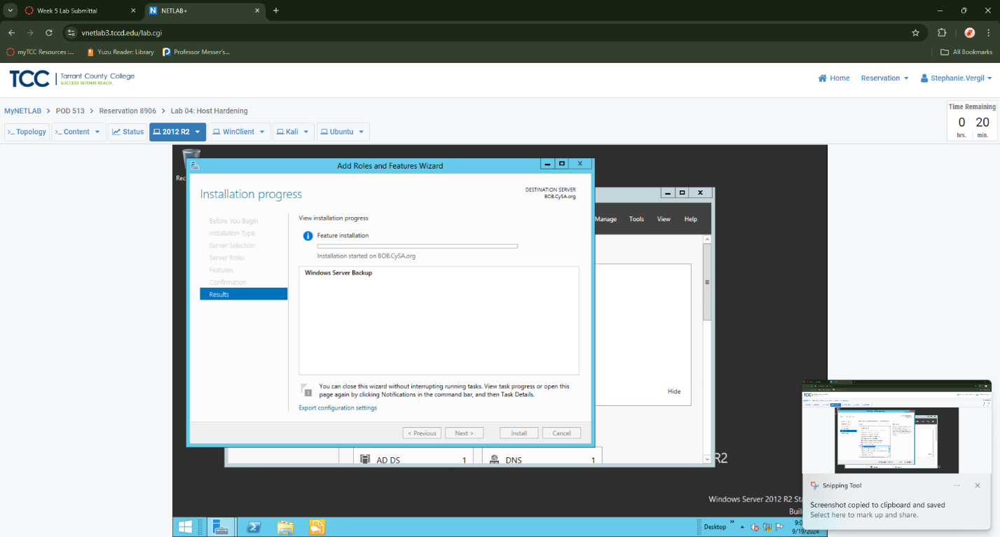 Week 5 Lab Submittal
NETLAB+
vnetlab3.tccd.edu/lab.cgi
myTCC Resources :...
Yuzu Reader: Library
Professor Messer's...
All Bookmarks
TCC
Tarrant County College
SUCCESS WITHIN REACH.
Home
Reservation
Stephanie.Vergil
MyNETLAB > POD 513 > Reservation 8906 > Lab 04: Host Hardening
Time Remaining
0 20
hrs. min.
>_ Topology
>_ Content
Status
2012 R2
WinClient
Kali
Ubuntu
Rec
Add Roles and Features Wizard
Installation progress
DESTINATION SERVER
BOB.CySA.org
Before You Begin
Installation Type
Server Selection
Server Roles
Features
Confirmation
Results
View installation progress
Feature installation
Installation started on BOB.CySA.org
Windows Server Backup
You can close this wizard without interrupting running tasks. View task progress or open this
page again by clicking Notifications in the command bar, and then Task Details.
Export configuration settings
< Previous
Next >
Install
Cancel
Manage
Tools
View
Help
Hide
AD DS 1
DNS 1
R2
Windows Server 2012 R2 Sta
Buil
Desktop
9:0
9/19/2024
Snipping Tool
Screenshot copied to clipboard and saved
Select here to mark up and share.